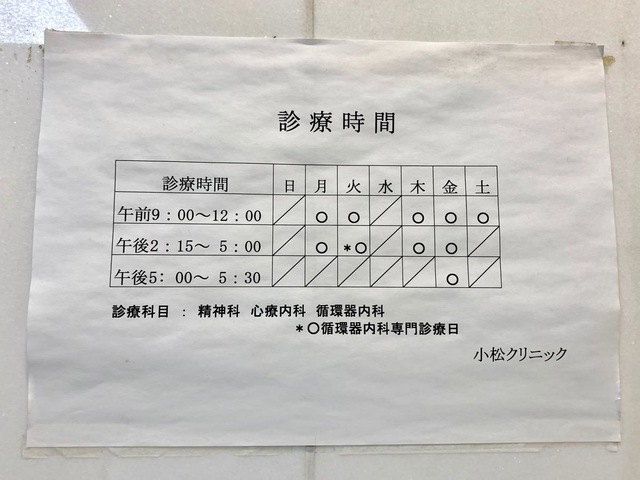 診療時間
診療時間 日 月 火 水 木 金 土
午前9：00～12：00 ／ ○ ○ ／ ○ ○ ○
午後2：15～ 5：00 ／ ○ *○ ／ ○ ○ ／
午後5：00～ 5：30 ／ ／ ／ ／ ／ ○ ／
診療科目 ： 精神科 心療内科 循環器内科
*○循環器内科専門診療日
小松クリニック